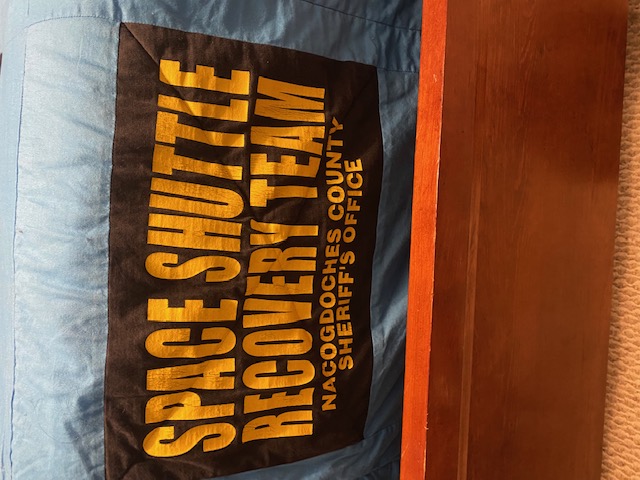 SPACE SHUTTLE
RECOVERY TEAM
NACOGDOCHES COUNTY
SHERIFF'S OFFICE